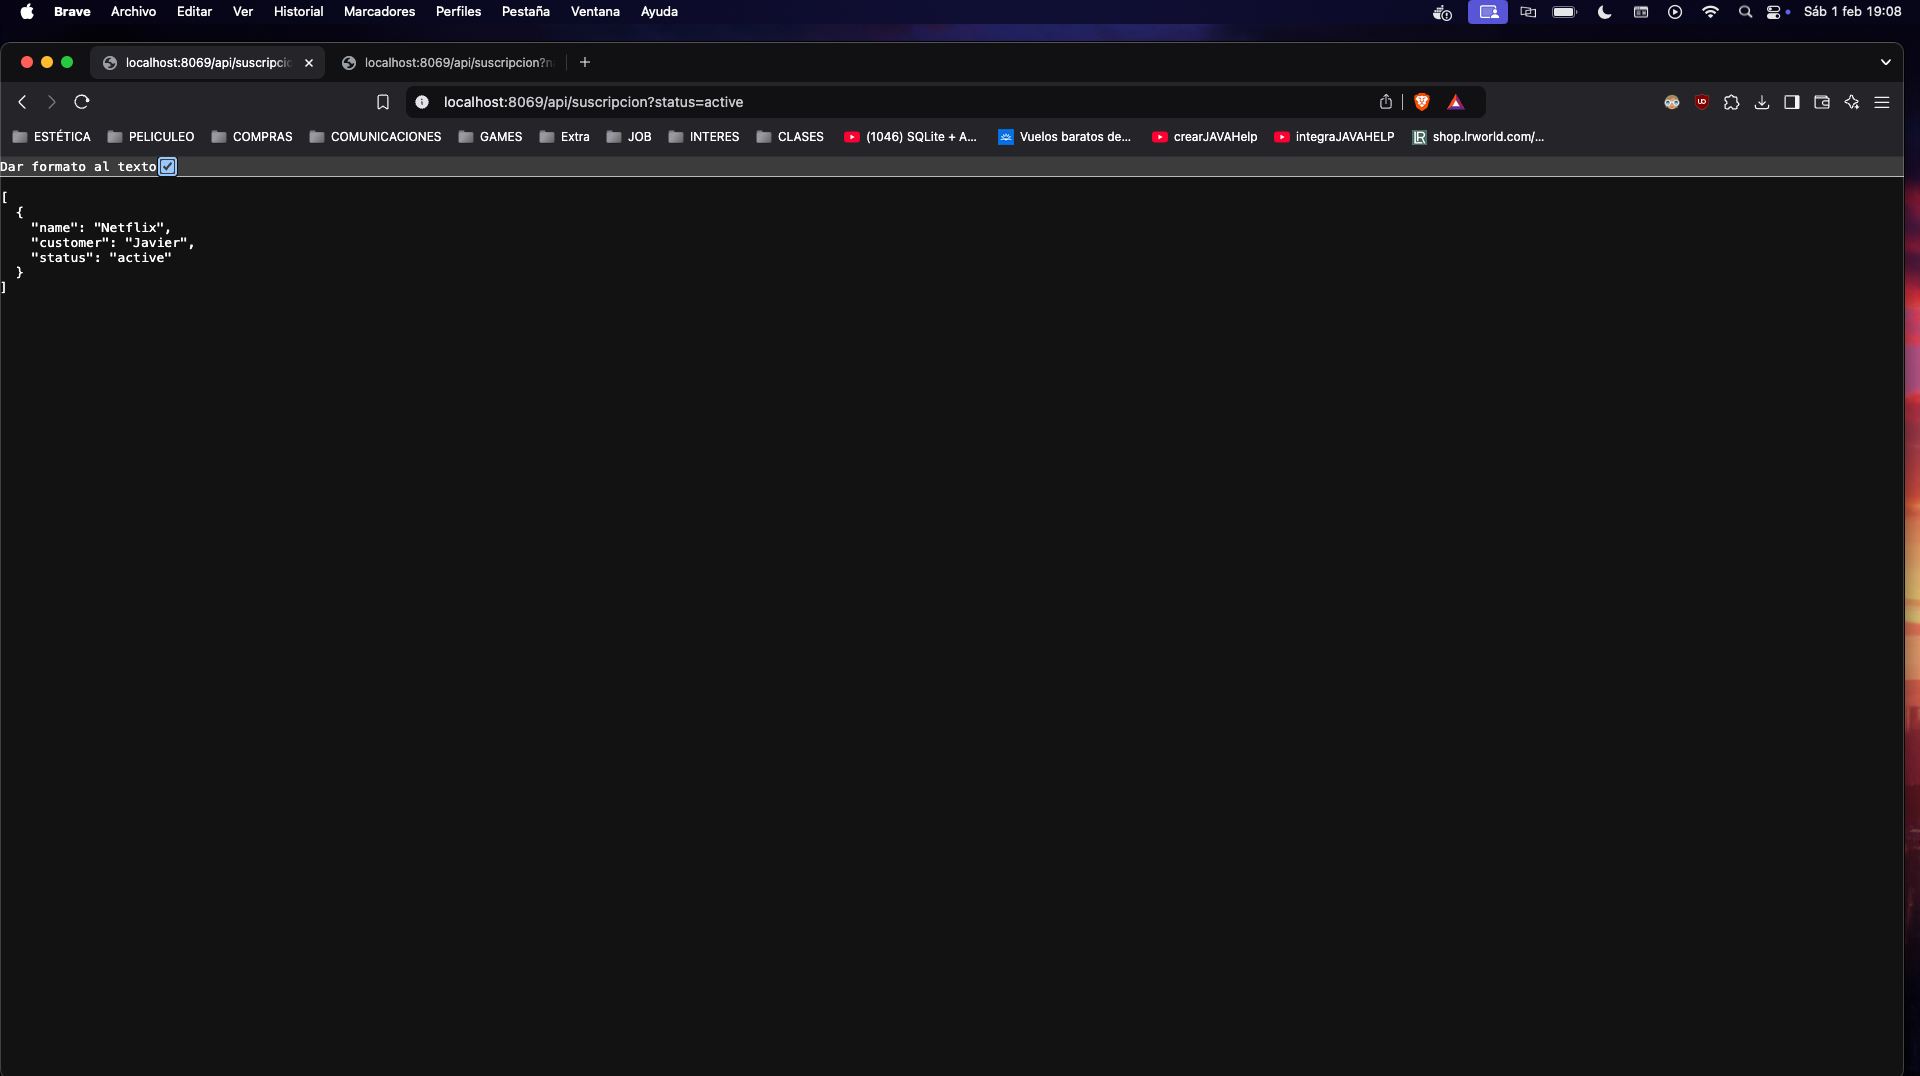 Brave Archivo Editar Ver Historial Marcadores Perfiles Pestaña Ventana Ayuda Sáb 1 feb 19:08
localhost:8069/api/suscripcio localhost:8069/api/suscripcion?n
localhost:8069/api/suscripcion?status=active
ESTÉTICA PELICULEO COMPRAS COMUNICACIONES GAMES Extra JOB INTERES CLASES (1046) SQLite + A... Vuelos baratos de... crearJAVAHelp integraJAVAHELP LR shop.lrworld.com/...
Dar formato al texto
[
  {
    "name": "Netflix",
    "customer": "Javier",
    "status": "active"
  }
]